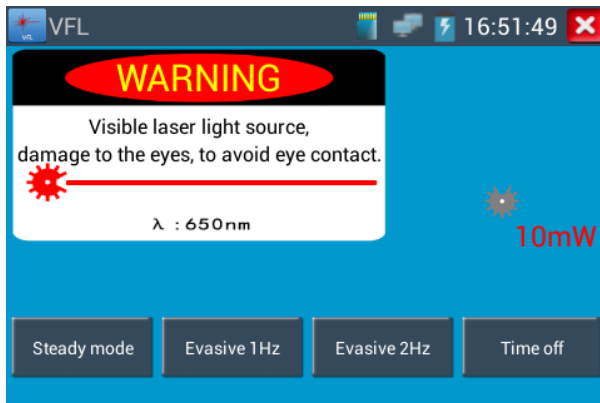 VFL
VFL
16:51:49
WARNING
Visible laser light source,
damage to the eyes, to avoid eye contact.
λ : 650nm
10mW
Steady mode
Evasive 1Hz
Evasive 2Hz
Time off